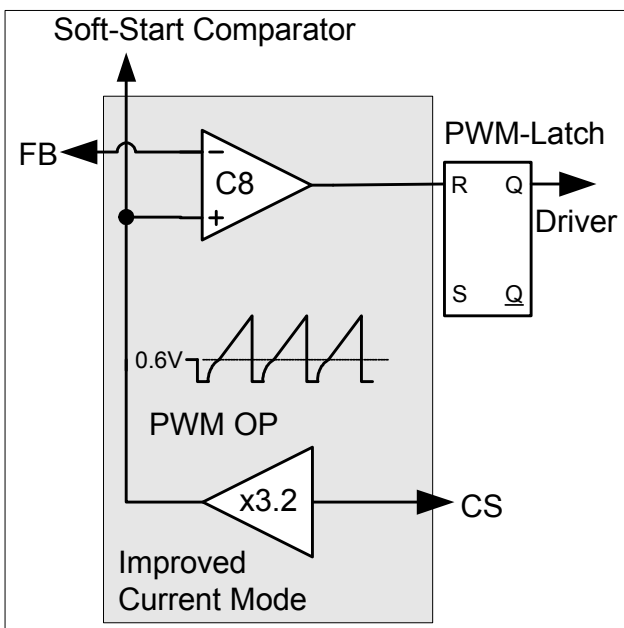 Soft-Start Comparator
FB
PWM-Latch
C8
R Q
Driver
S Q
0.6V
PWM OP
x3.2
CS
Improved
Current Mode